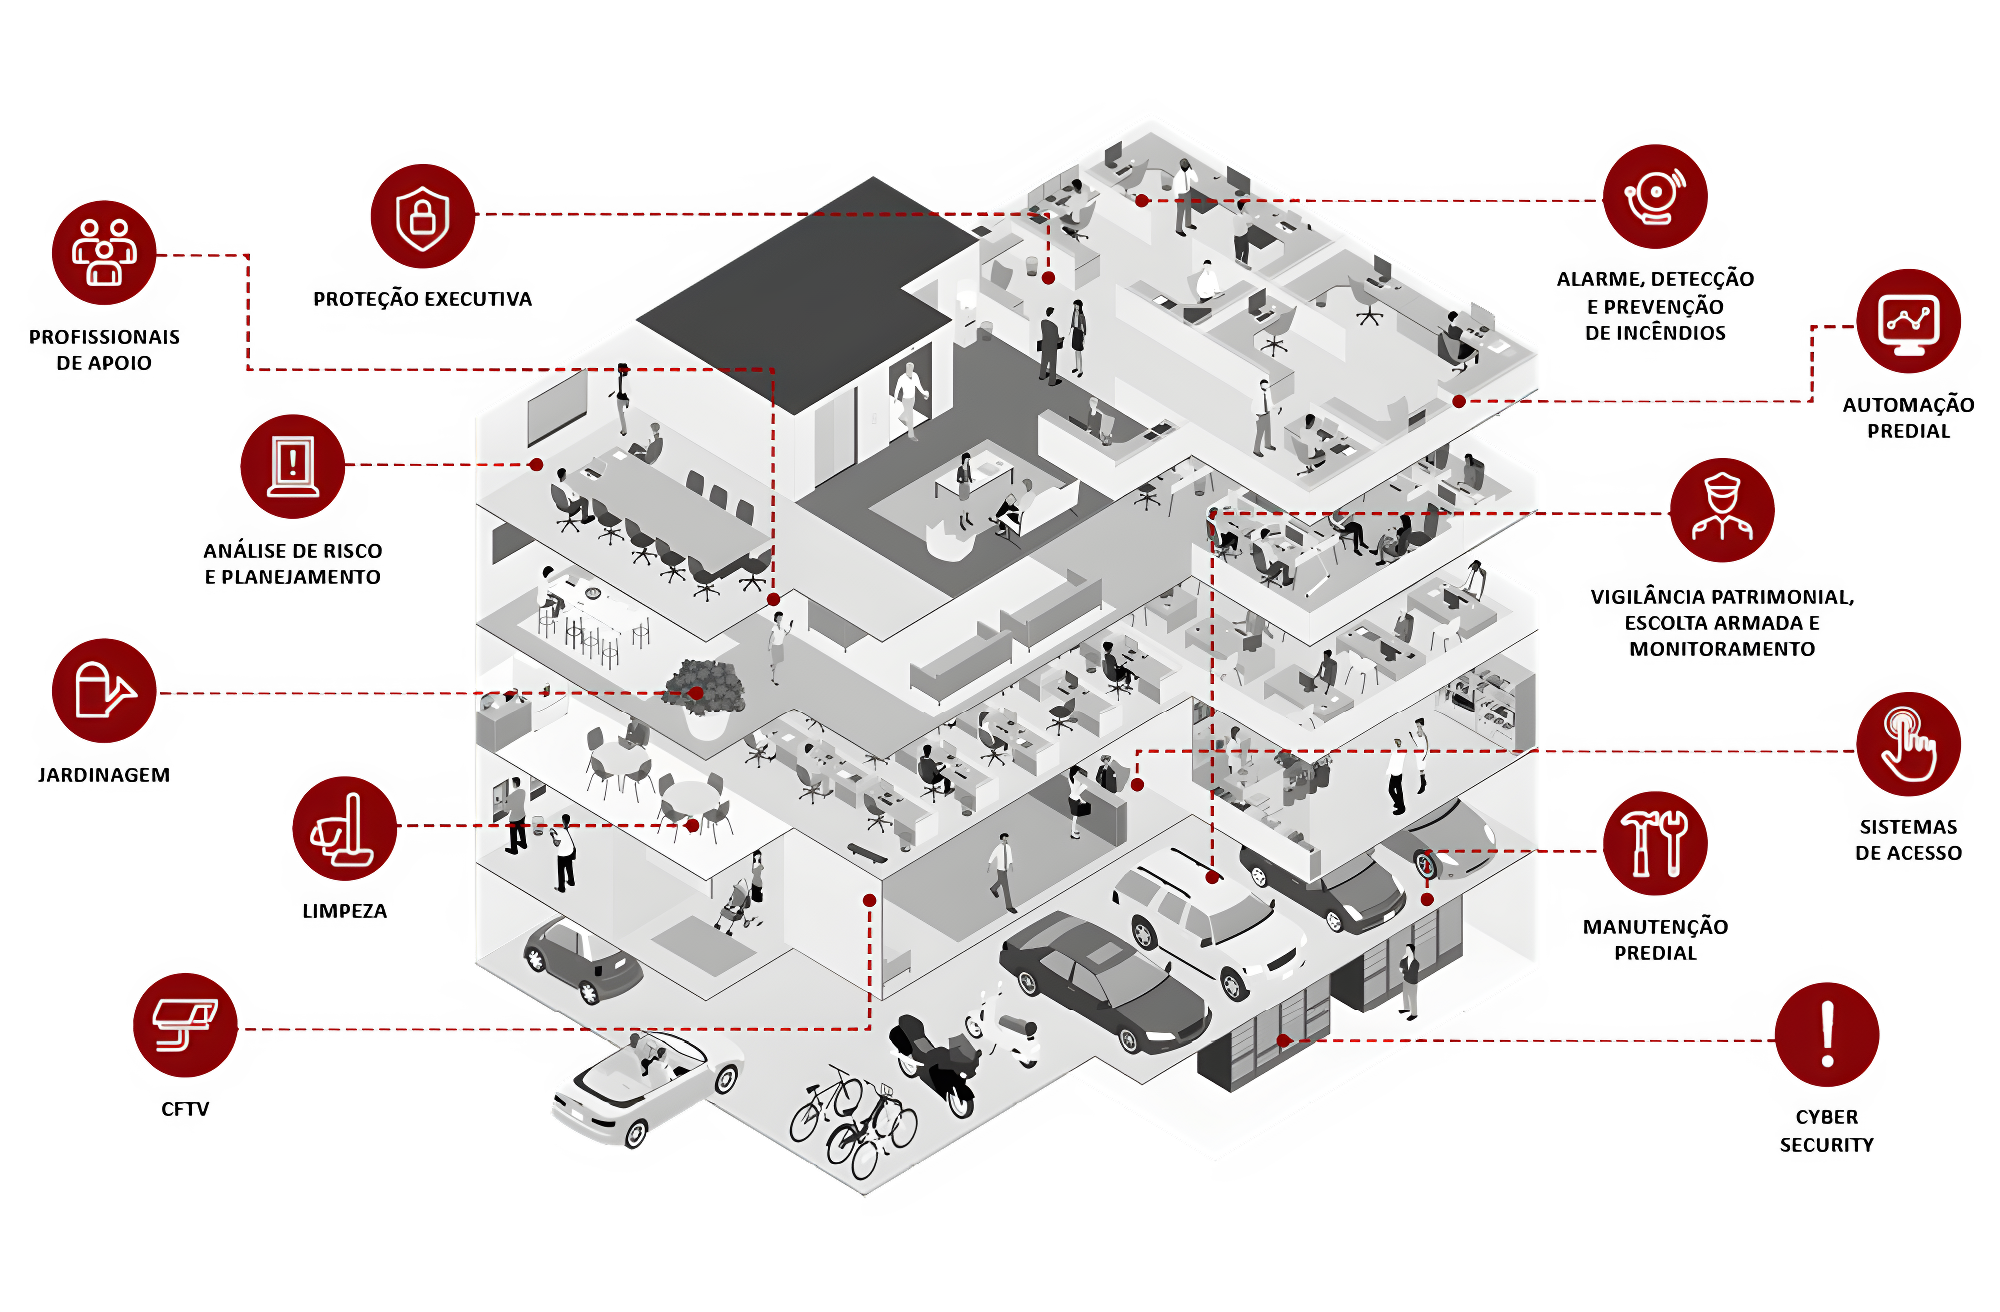 PROTEÇÃO EXECUTIVA
PROFISSIONAIS
DE APOIO
ANÁLISE DE RISCO
E PLANEJAMENTO
JARDINAGEM
LIMPEZA
CFTV
ALARME, DETECÇÃO
E PREVENÇÃO
DE INCÊNDIOS
AUTOMAÇÃO
PREDIAL
VIGILÂNCIA PATRIMONIAL,
ESCOLTA ARMADA E
MONITORAMENTO
SISTEMAS
DE ACESSO
MANUTENÇÃO
PREDIAL
CYBER
SECURITY